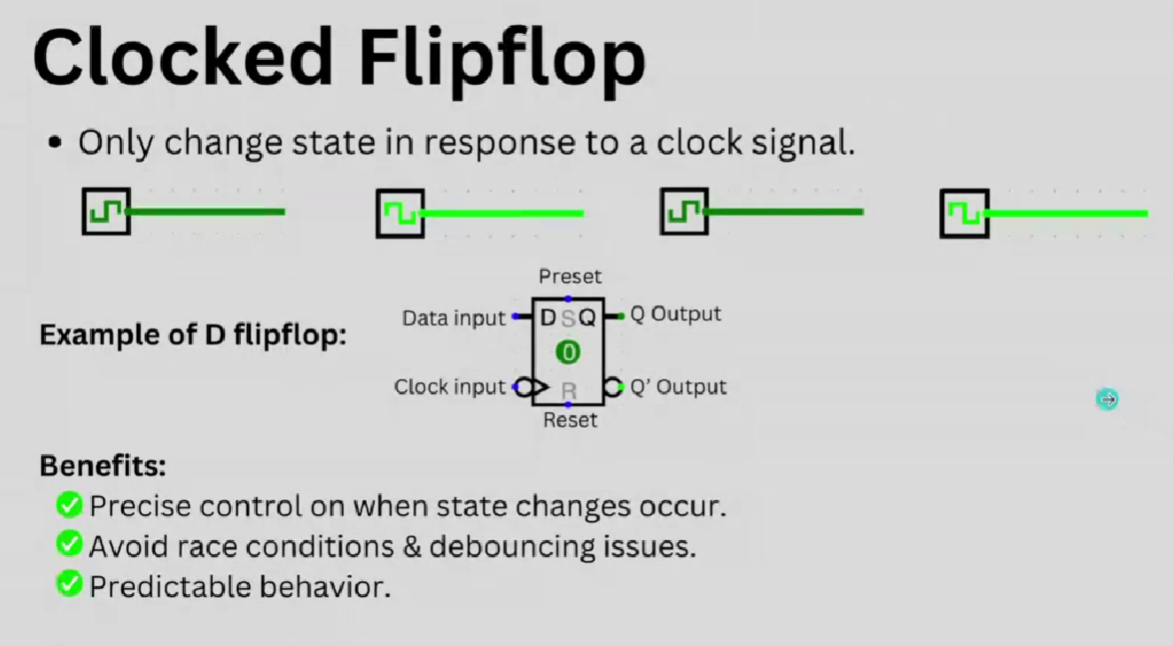 Clocked Flipflop
• Only change state in response to a clock signal.
Preset
Data input D S Q Q Output
Example of D flipflop:
0
Clock input R Q’ Output
Reset
Benefits:
Precise control on when state changes occur.
Avoid race conditions & debouncing issues.
Predictable behavior.